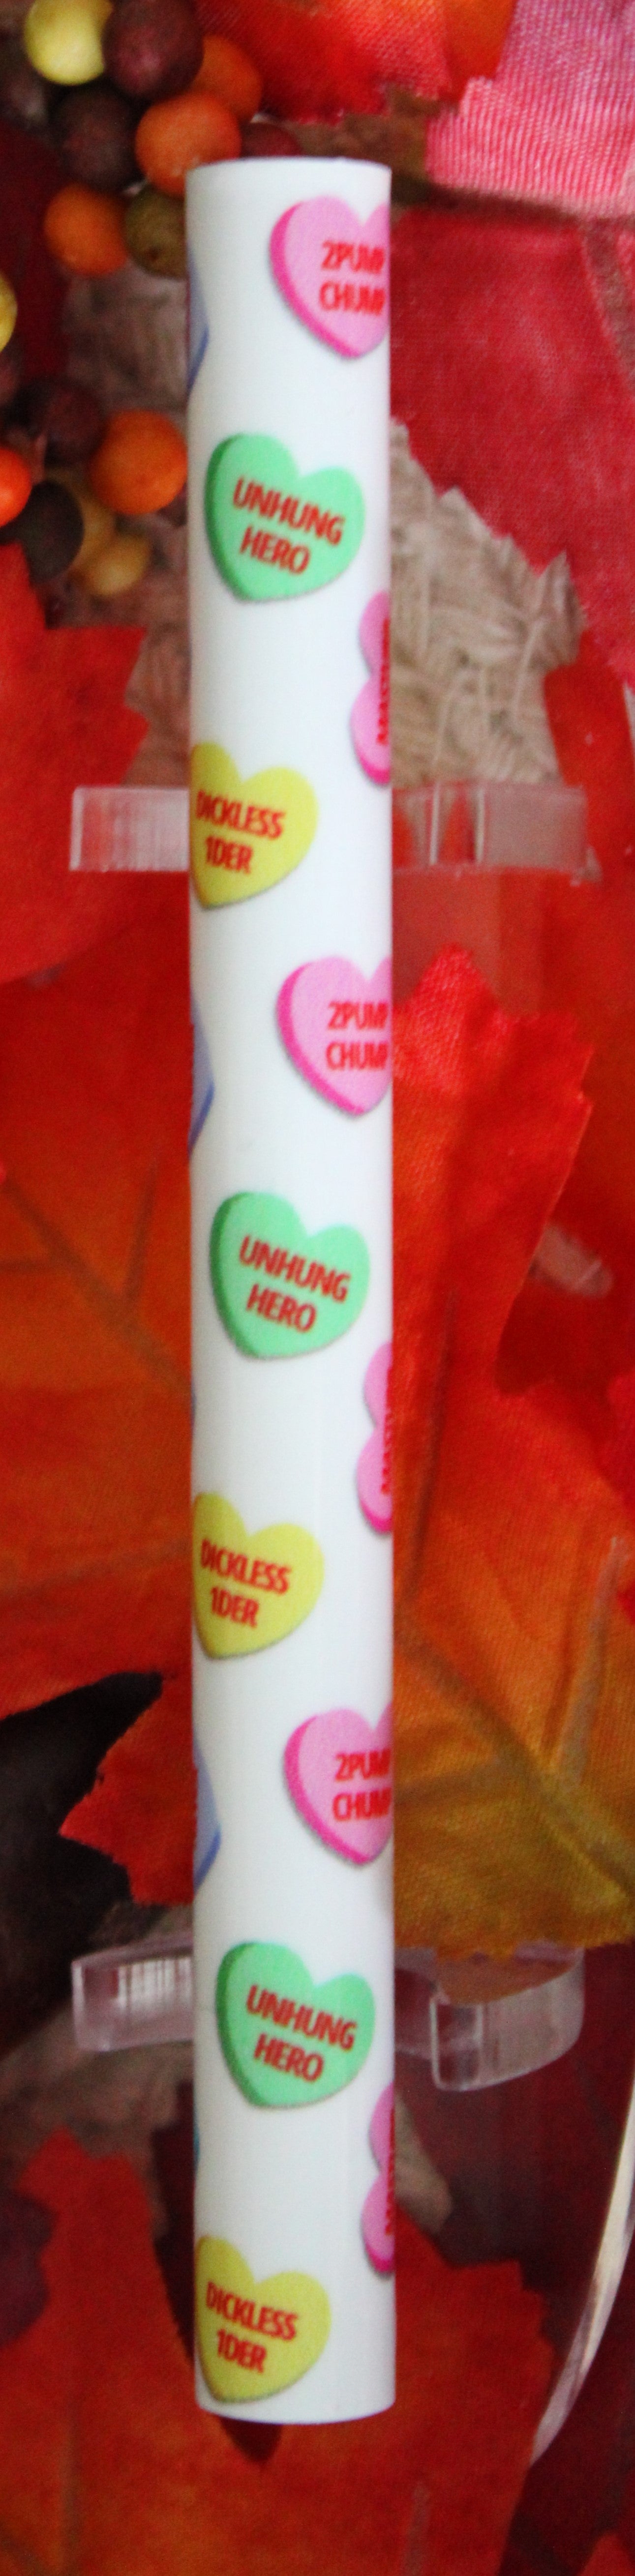 2PUMP
CHUMP
UNHUNG
HERO
DICKLESS
1DER
2PUMP
CHUMP
UNHUNG
HERO
DICKLESS
1DER
2PUMP
CHUMP
UNHUNG
HERO
DICKLESS
1DER